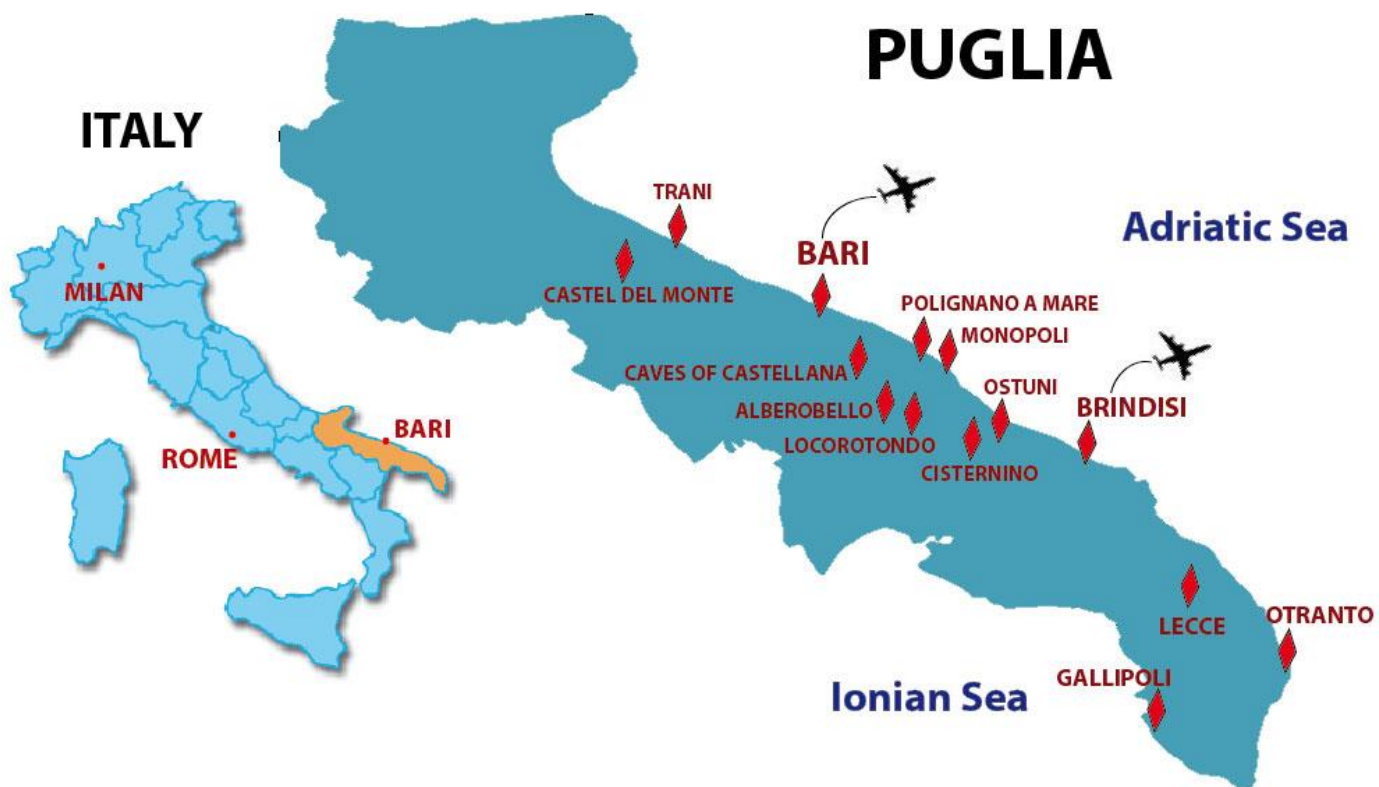 PUGLIA
ITALY
MILAN
ROME
BARI
TRANI
BARI
Adriatic Sea
CASTEL DEL MONTE
POLIGNANO A MARE
MONOPOLI
CAVES OF CASTELLANA
OSTUNI
BRINDISI
ALBEROBELLO
LOCOROTONDO
CISTERNINO
LECCE
OTRANTO
GALLIPOLI
Ionian Sea